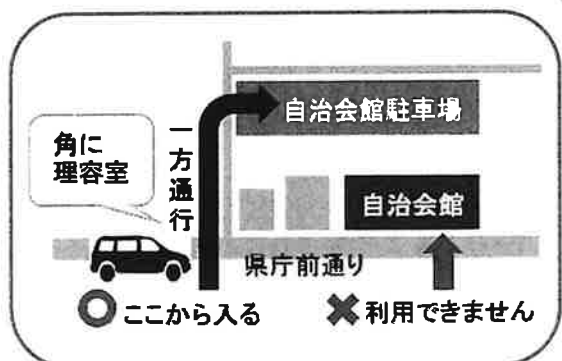 自治会館駐車場
角に
理容室
一方通行
自治会館
県庁前通り
ここから入る
利用できません